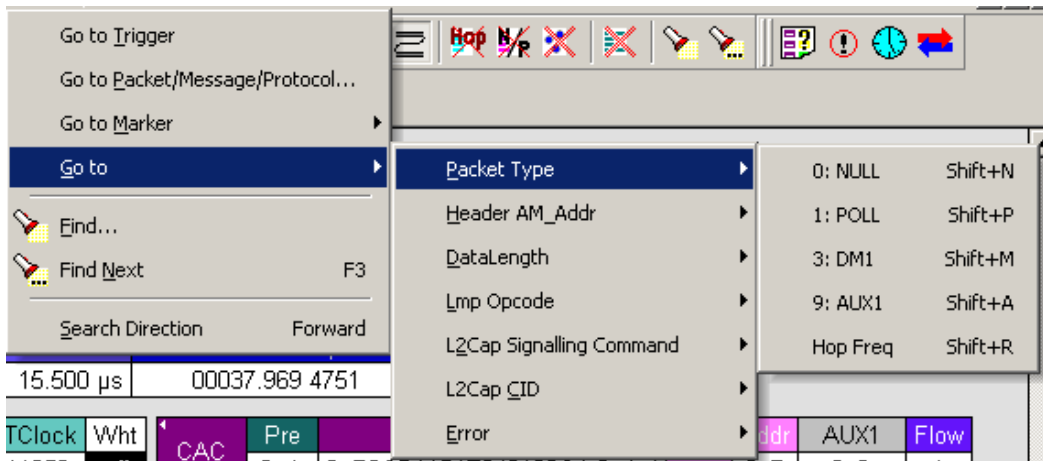 Go to Trigger
Go to Packet/Message/Protocol...
Go to Marker
Go to
Find...
Find Next F3
Search Direction Forward
Hop N/R
Packet Type
Header AM_Addr
DataLength
Lmp Opcode
L2Cap Signalling Command
L2Cap CID
Error
0: NULL Shift+N
1: POLL Shift+P
3: DM1 Shift+M
9: AUX1 Shift+A
Hop Freq Shift+R
15.500 µs 00037.969 4751
TClock Wht CAC Pre ddr AUX1 Flow